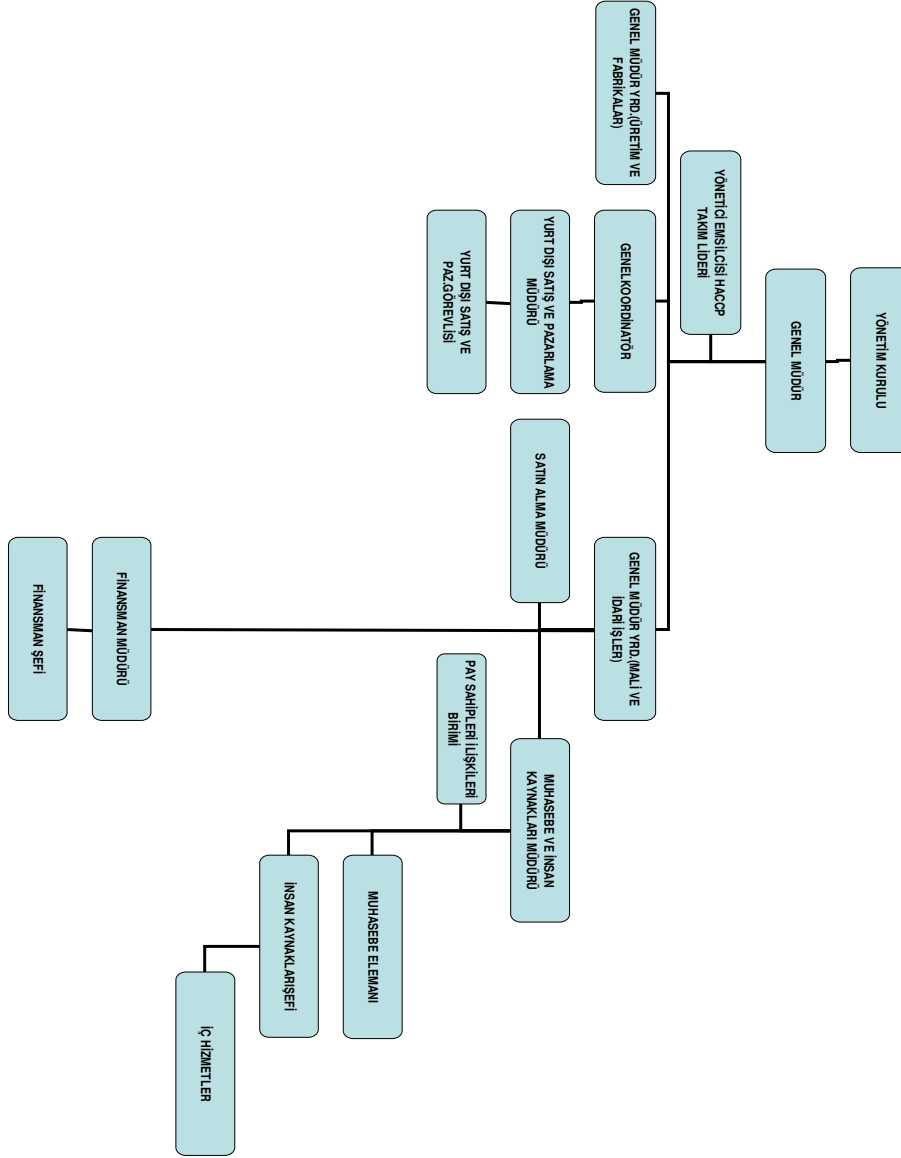 YÖNETİM KURULU
GENEL MÜDÜR
YÖNETİCİ EMSİLCİSİ HACCP
TAKIM LİDERİ
GENEL MÜDÜR YRD.(ÜRETİM VE
FABRİKALAR)
GENELKOORDİNATÖR
GENEL MÜDÜR YRD.(MALİ VE
İDARİ İŞLER)
YURT DIŞI SATIŞ VE PAZARLAMA
MÜDÜRÜ
SATIN ALMA MÜDÜRÜ
MUHASEBE VE İNSAN
KAYNAKLARI MÜDÜRÜ
YURT DIŞI SATIŞ VE
PAZ.GÖREVLİSİ
PAY SAHİPLERİ İLİŞKİLERİ
BİRİMİ
MUHASEBE ELEMANI
İNSAN KAYNAKLARIŞEFİ
İÇ HİZMETLER
FİNANSMAN MÜDÜRÜ
FİNANSMAN ŞEFİ